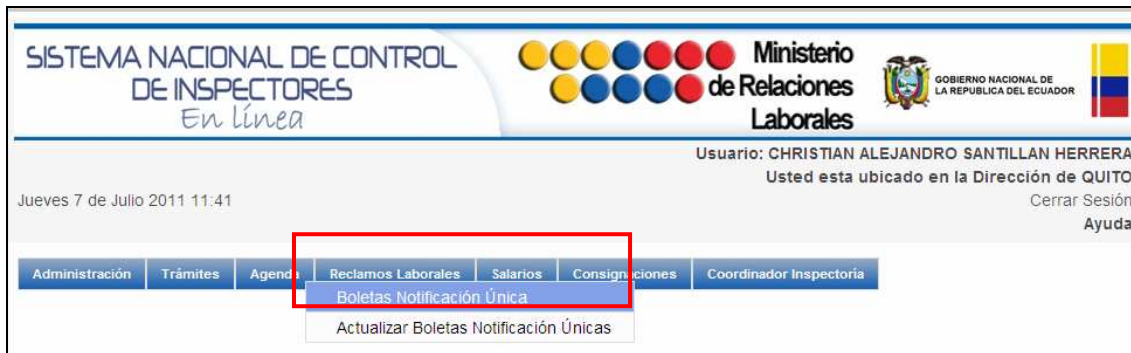 SISTEMA NACIONAL DE CONTROL
DE INSPECTORES
En línea
Ministerio
de Relaciones
Laborales
GOBIERNO NACIONAL DE
LA REPUBLICA DEL ECUADOR
Usuario: CHRISTIAN ALEJANDRO SANTILLAN HERRERA
Usted esta ubicado en la Dirección de QUITO
Jueves 7 de Julio 2011 11:41
Cerrar Sesión
Ayuda
Administración Trámites Agenda Reclamos Laborales Salarios Consignaciones Coordinador Inspectoría
Boletas Notificación Única
Actualizar Boletas Notificación Únicas